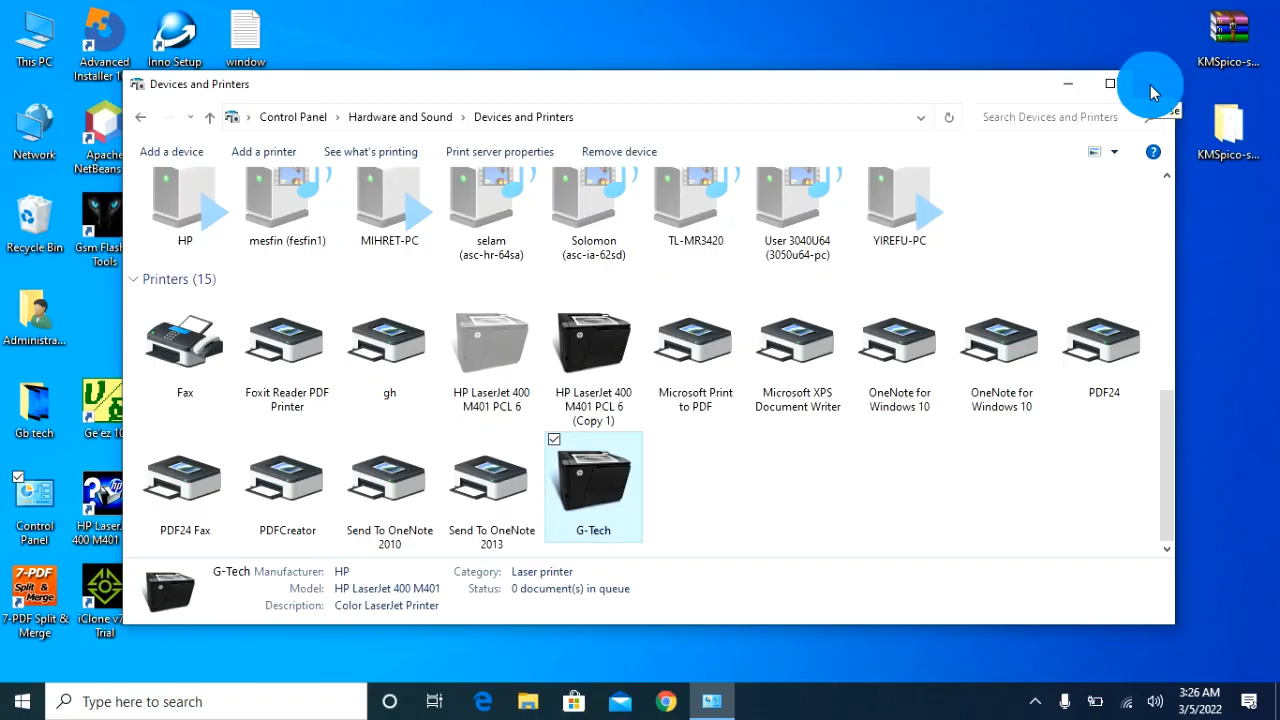 This PC
Advanced
Installer 1
Inno Setup
window
KMSpico-s...
Devices and Printers
Control Panel
Hardware and Sound
Devices and Printers
Search Devices and Printers
Add a device
Add a printer
See what's printing
Print server properties
Remove device
Network
Apache
NetBeans
KMSpico-s...
HP
mesfin (fesfin1)
MIHRET-PC
selam
(asc-hr-64sa)
Solomon
(asc-ia-62sd)
TL-MR3420
User 3040U64
(3050u64-pc)
YIREFU-PC
Recycle Bin
Gsm Flash
Tools
Printers (15)
Administra...
Fax
Foxit Reader PDF
Printer
gh
HP LaserJet 400
M401 PCL 6
HP LaserJet 400
M401 PCL 6
(Copy 1)
Microsoft Print
to PDF
Microsoft XPS
Document Writer
OneNote for
Windows 10
OneNote for
Windows 10
PDF24
Gb tech
Ge'ez 10
PDF24 Fax
PDFCreator
Send To OneNote
2010
Send To OneNote
2013
G-Tech
Control
Panel
HP Laser
400 M401
G-Tech
Manufacturer: HP
Model: HP LaserJet 400 M401
Description: Color LaserJet Printer
Category: Laser printer
Status: 0 document(s) in queue
7-PDF
Split &
Merge
7-PDF Split &
Merge
iClone v7
Trial
Type here to search
3:26 AM
3/5/2022